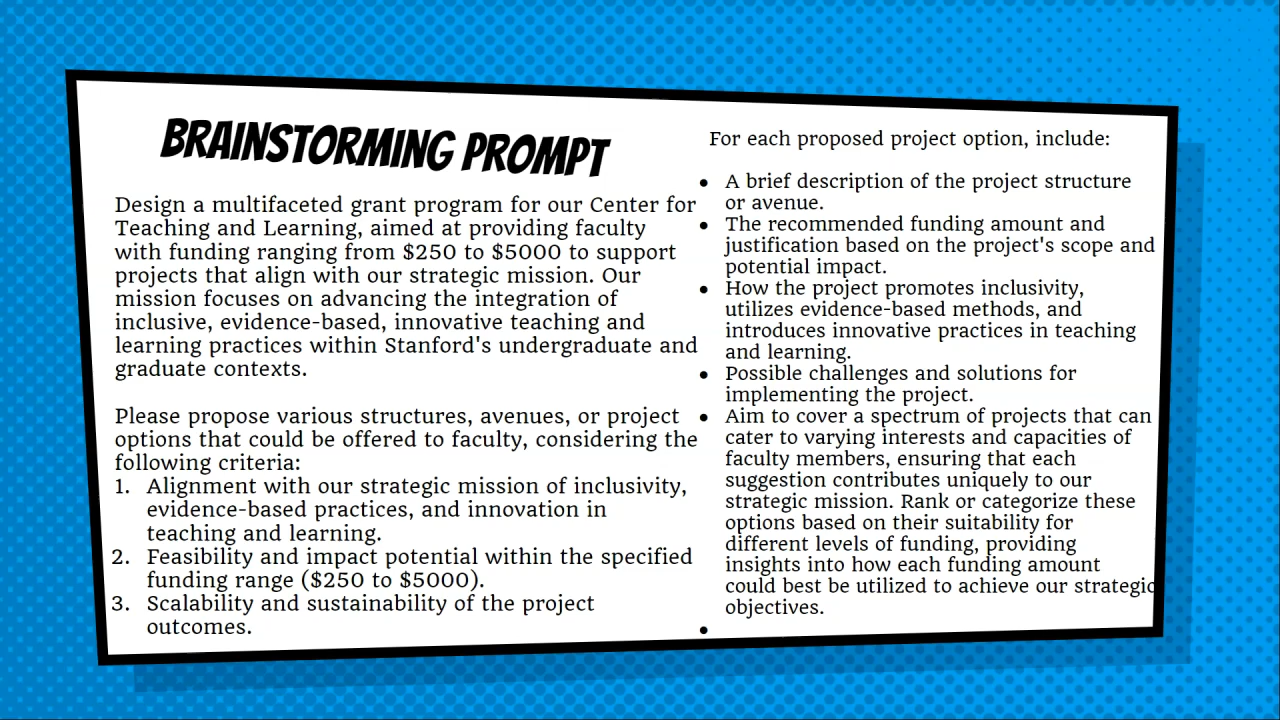 BRAINSTORMING PROMPT
Design a multifaceted grant program for our Center for
Teaching and Learning, aimed at providing faculty
with funding ranging from $250 to $5000 to support
projects that align with our strategic mission. Our
mission focuses on advancing the integration of
inclusive, evidence-based, innovative teaching and
learning practices within Stanford's undergraduate and
graduate contexts.
Please propose various structures, avenues, or project
options that could be offered to faculty, considering the
following criteria:
1. Alignment with our strategic mission of inclusivity,
evidence-based practices, and innovation in
teaching and learning.
2. Feasibility and impact potential within the specified
funding range ($250 to $5000).
3. Scalability and sustainability of the project
outcomes.
For each proposed project option, include:
• A brief description of the project structure
or avenue.
• The recommended funding amount and
justification based on the project's scope and
potential impact.
• How the project promotes inclusivity,
utilizes evidence-based methods, and
introduces innovative practices in teaching
and learning.
• Possible challenges and solutions for
implementing the project.
• Aim to cover a spectrum of projects that can
cater to varying interests and capacities of
faculty members, ensuring that each
suggestion contributes uniquely to our
strategic mission. Rank or categorize these
options based on their suitability for
different levels of funding, providing
insights into how each funding amount
could best be utilized to achieve our strategic
objectives.
•